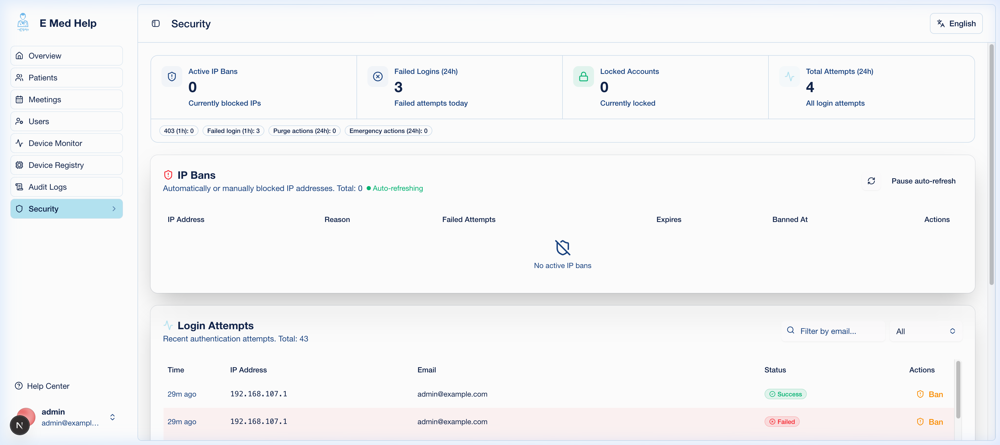 E Med Help
Overview
Patients
Meetings
Users
Device Monitor
Device Registry
Audit Logs
Security
Help Center
admin
admin@exampl...
N
Security
English
Active IP Bans
0
Currently blocked IPs
Failed Logins (24h)
3
Failed attempts today
Locked Accounts
0
Currently locked
Total Attempts (24h)
4
All login attempts
403 (1h): 0 Failed login (1h): 3 Purge actions (24h): 0 Emergency actions (24h): 0
IP Bans
Automatically or manually blocked IP addresses. Total: 0 Auto-refreshing
Pause auto-refresh
IP Address Reason Failed Attempts Expires Banned At Actions
No active IP bans
Login Attempts
Recent authentication attempts. Total: 43
Filter by email... All
Time IP Address Email Status Actions
29m ago 192.168.107.1 admin@example.com Success Ban
29m ago 192.168.107.1 admin@example.com Failed Ban